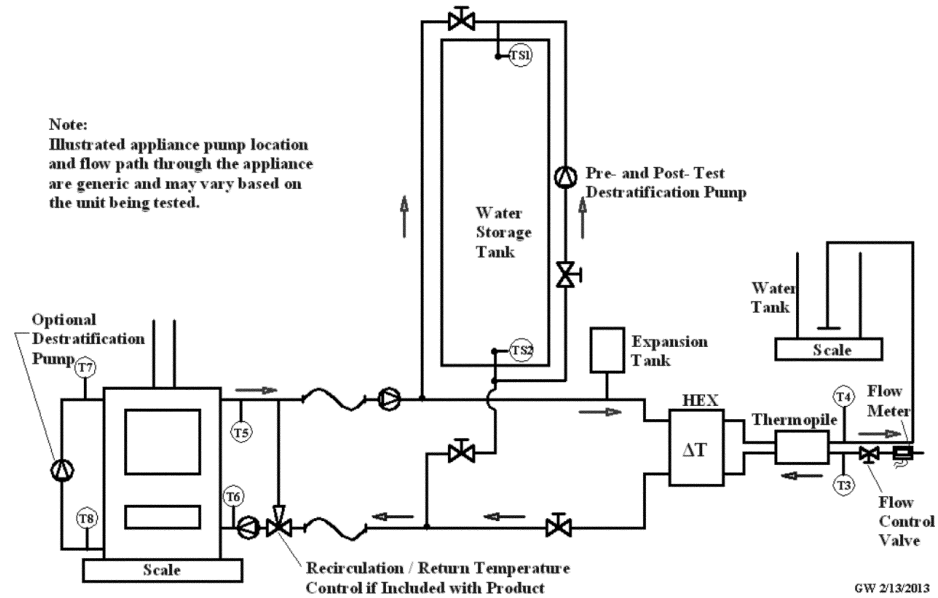 TS1
Note:
Illustrated appliance pump location
and flow path through the appliance
are generic and may vary based on
the unit being tested.
Pre- and Post- Test
Destratification Pump
Water
Storage
Tank
Water
Tank
Scale
Optional
Destratification
Pump
T7
TS2
Expansion
Tank
HEX
Thermopile
T4
Flow
Meter
T5
ΔT
T3
T6
T8
Flow
Control
Valve
Scale
Recirculation / Return Temperature
Control if Included with Product
GW 2/13/2013